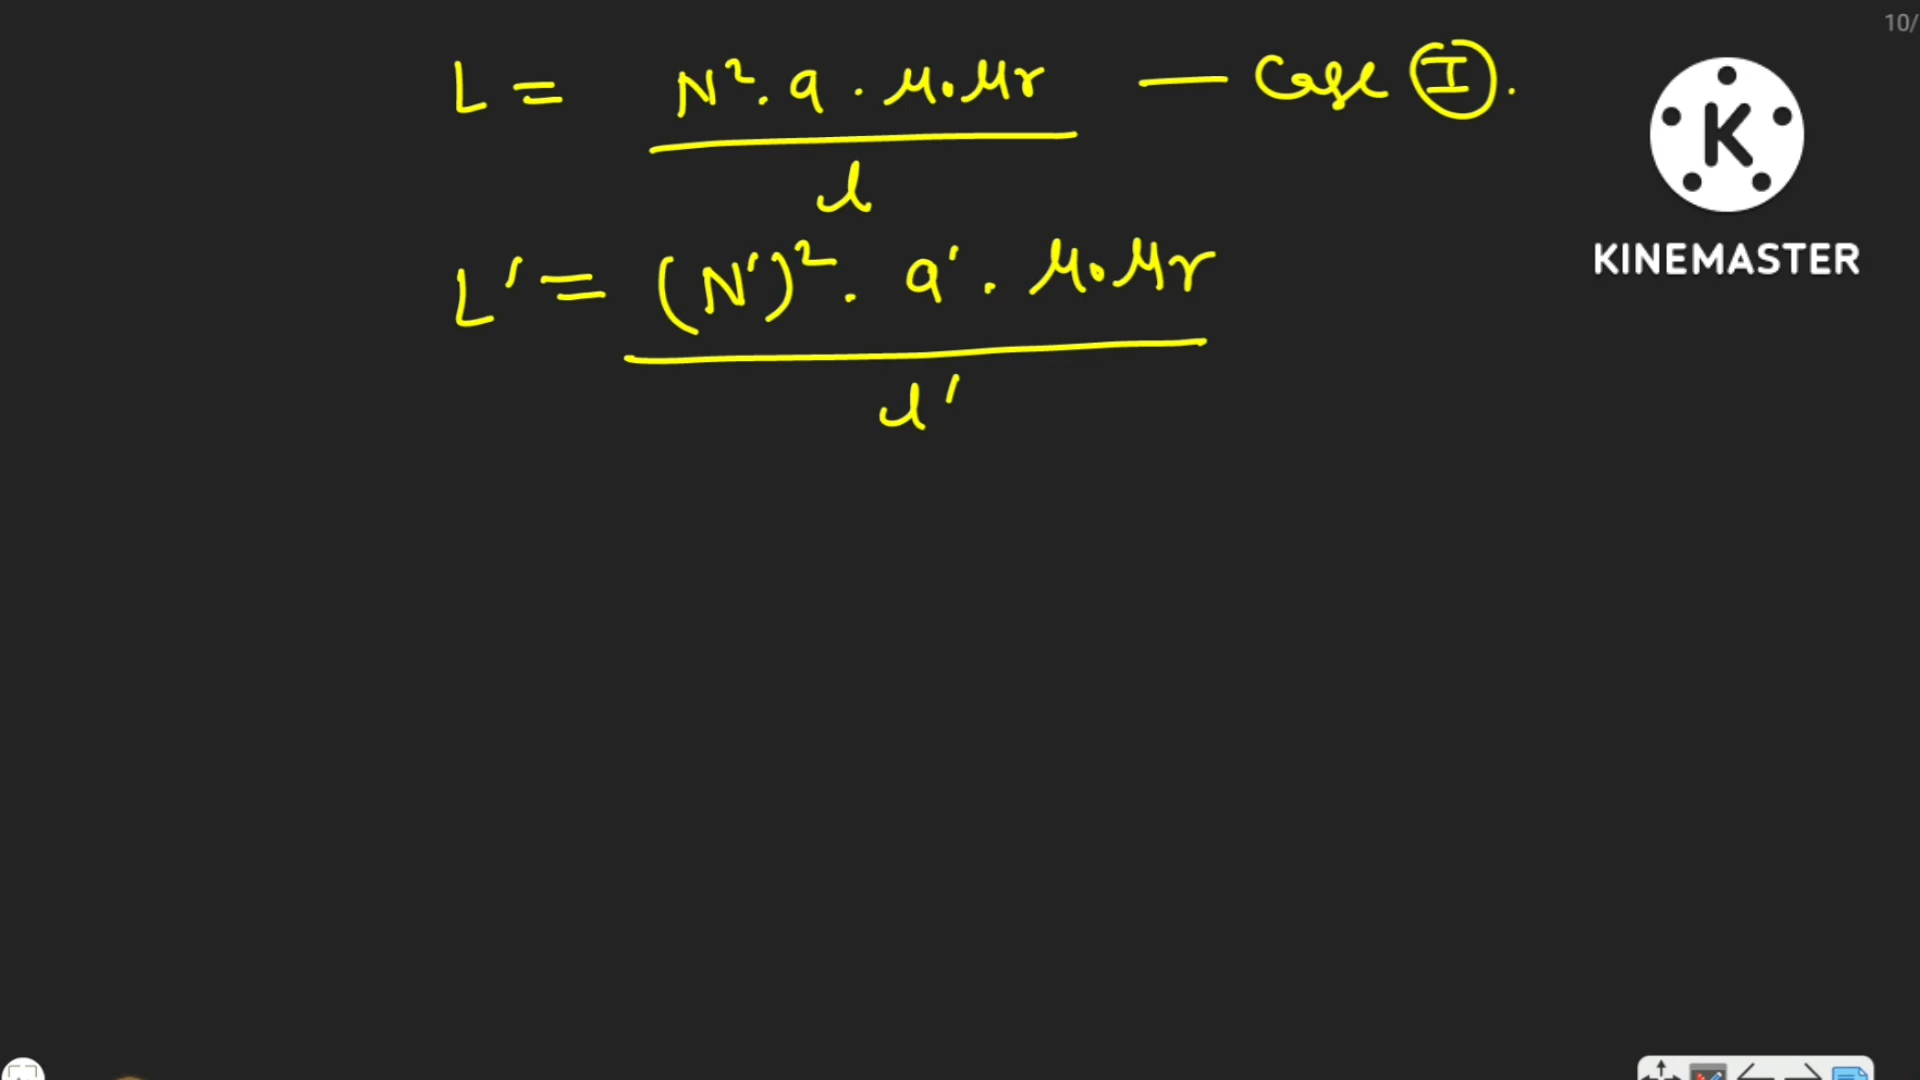 10/
L = N². a . μ₀μr — Case Ⓘ.
l
L' = (N')². a'. μ₀μr
l'
K
KINEMASTER